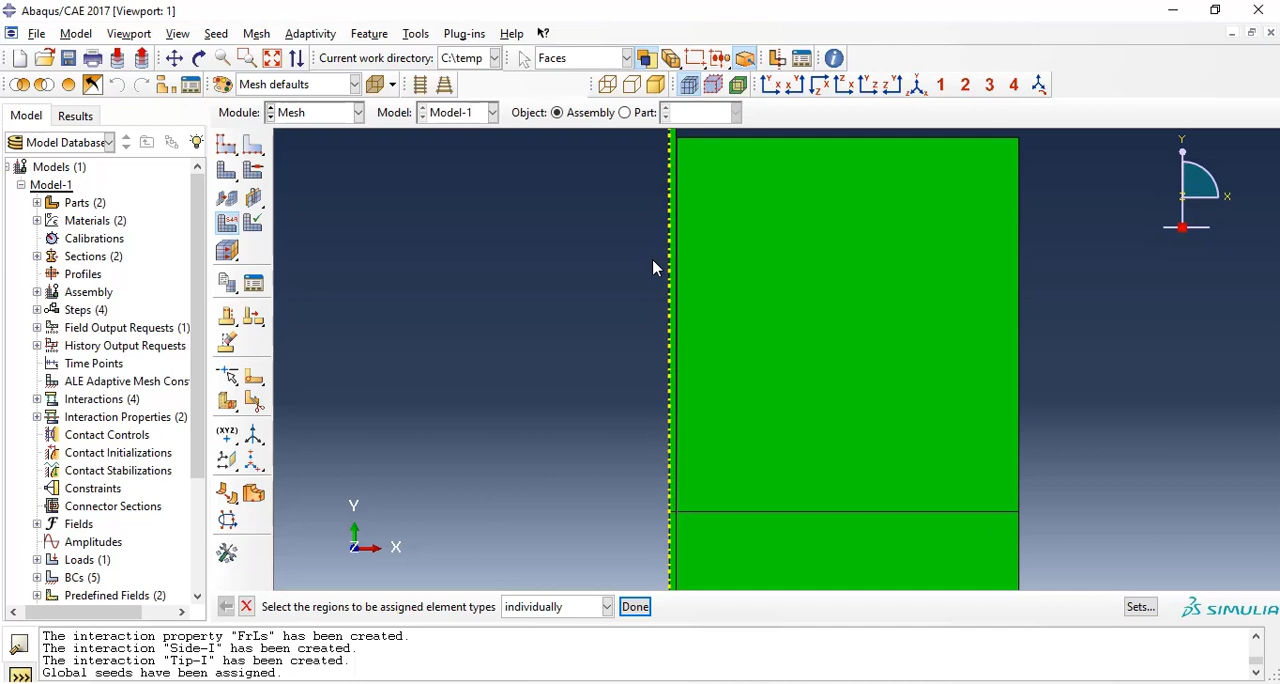 Abaqus/CAE 2017 [Viewport: 1]
File Model Viewport View Seed Mesh Adaptivity Feature Tools Plug-ins Help
Current work directory: C:\temp Faces
Mesh defaults 1 2 3 4
Model Results Module: Mesh Model: Model-1 Object: Assembly Part:
Model Database
Models (1)
Model-1
Parts (2)
Materials (2)
Calibrations
Sections (2)
Profiles
Assembly
Steps (4)
Field Output Requests (1)
History Output Requests
Time Points
ALE Adaptive Mesh Cons
Interactions (4)
Interaction Properties (2)
Contact Controls
Contact Initializations
Contact Stabilizations
Constraints
Connector Sections
Fields
Amplitudes
Loads (1)
BCs (5)
Predefined Fields (2)
Y
X
Z
Y
X
Z
Select the regions to be assigned element types individually Done Sets... SIMULIA
The interaction property "FrLs" has been created.
The interaction "Side-I" has been created.
The interaction "Tip-I" has been created.
Global seeds have been assigned.